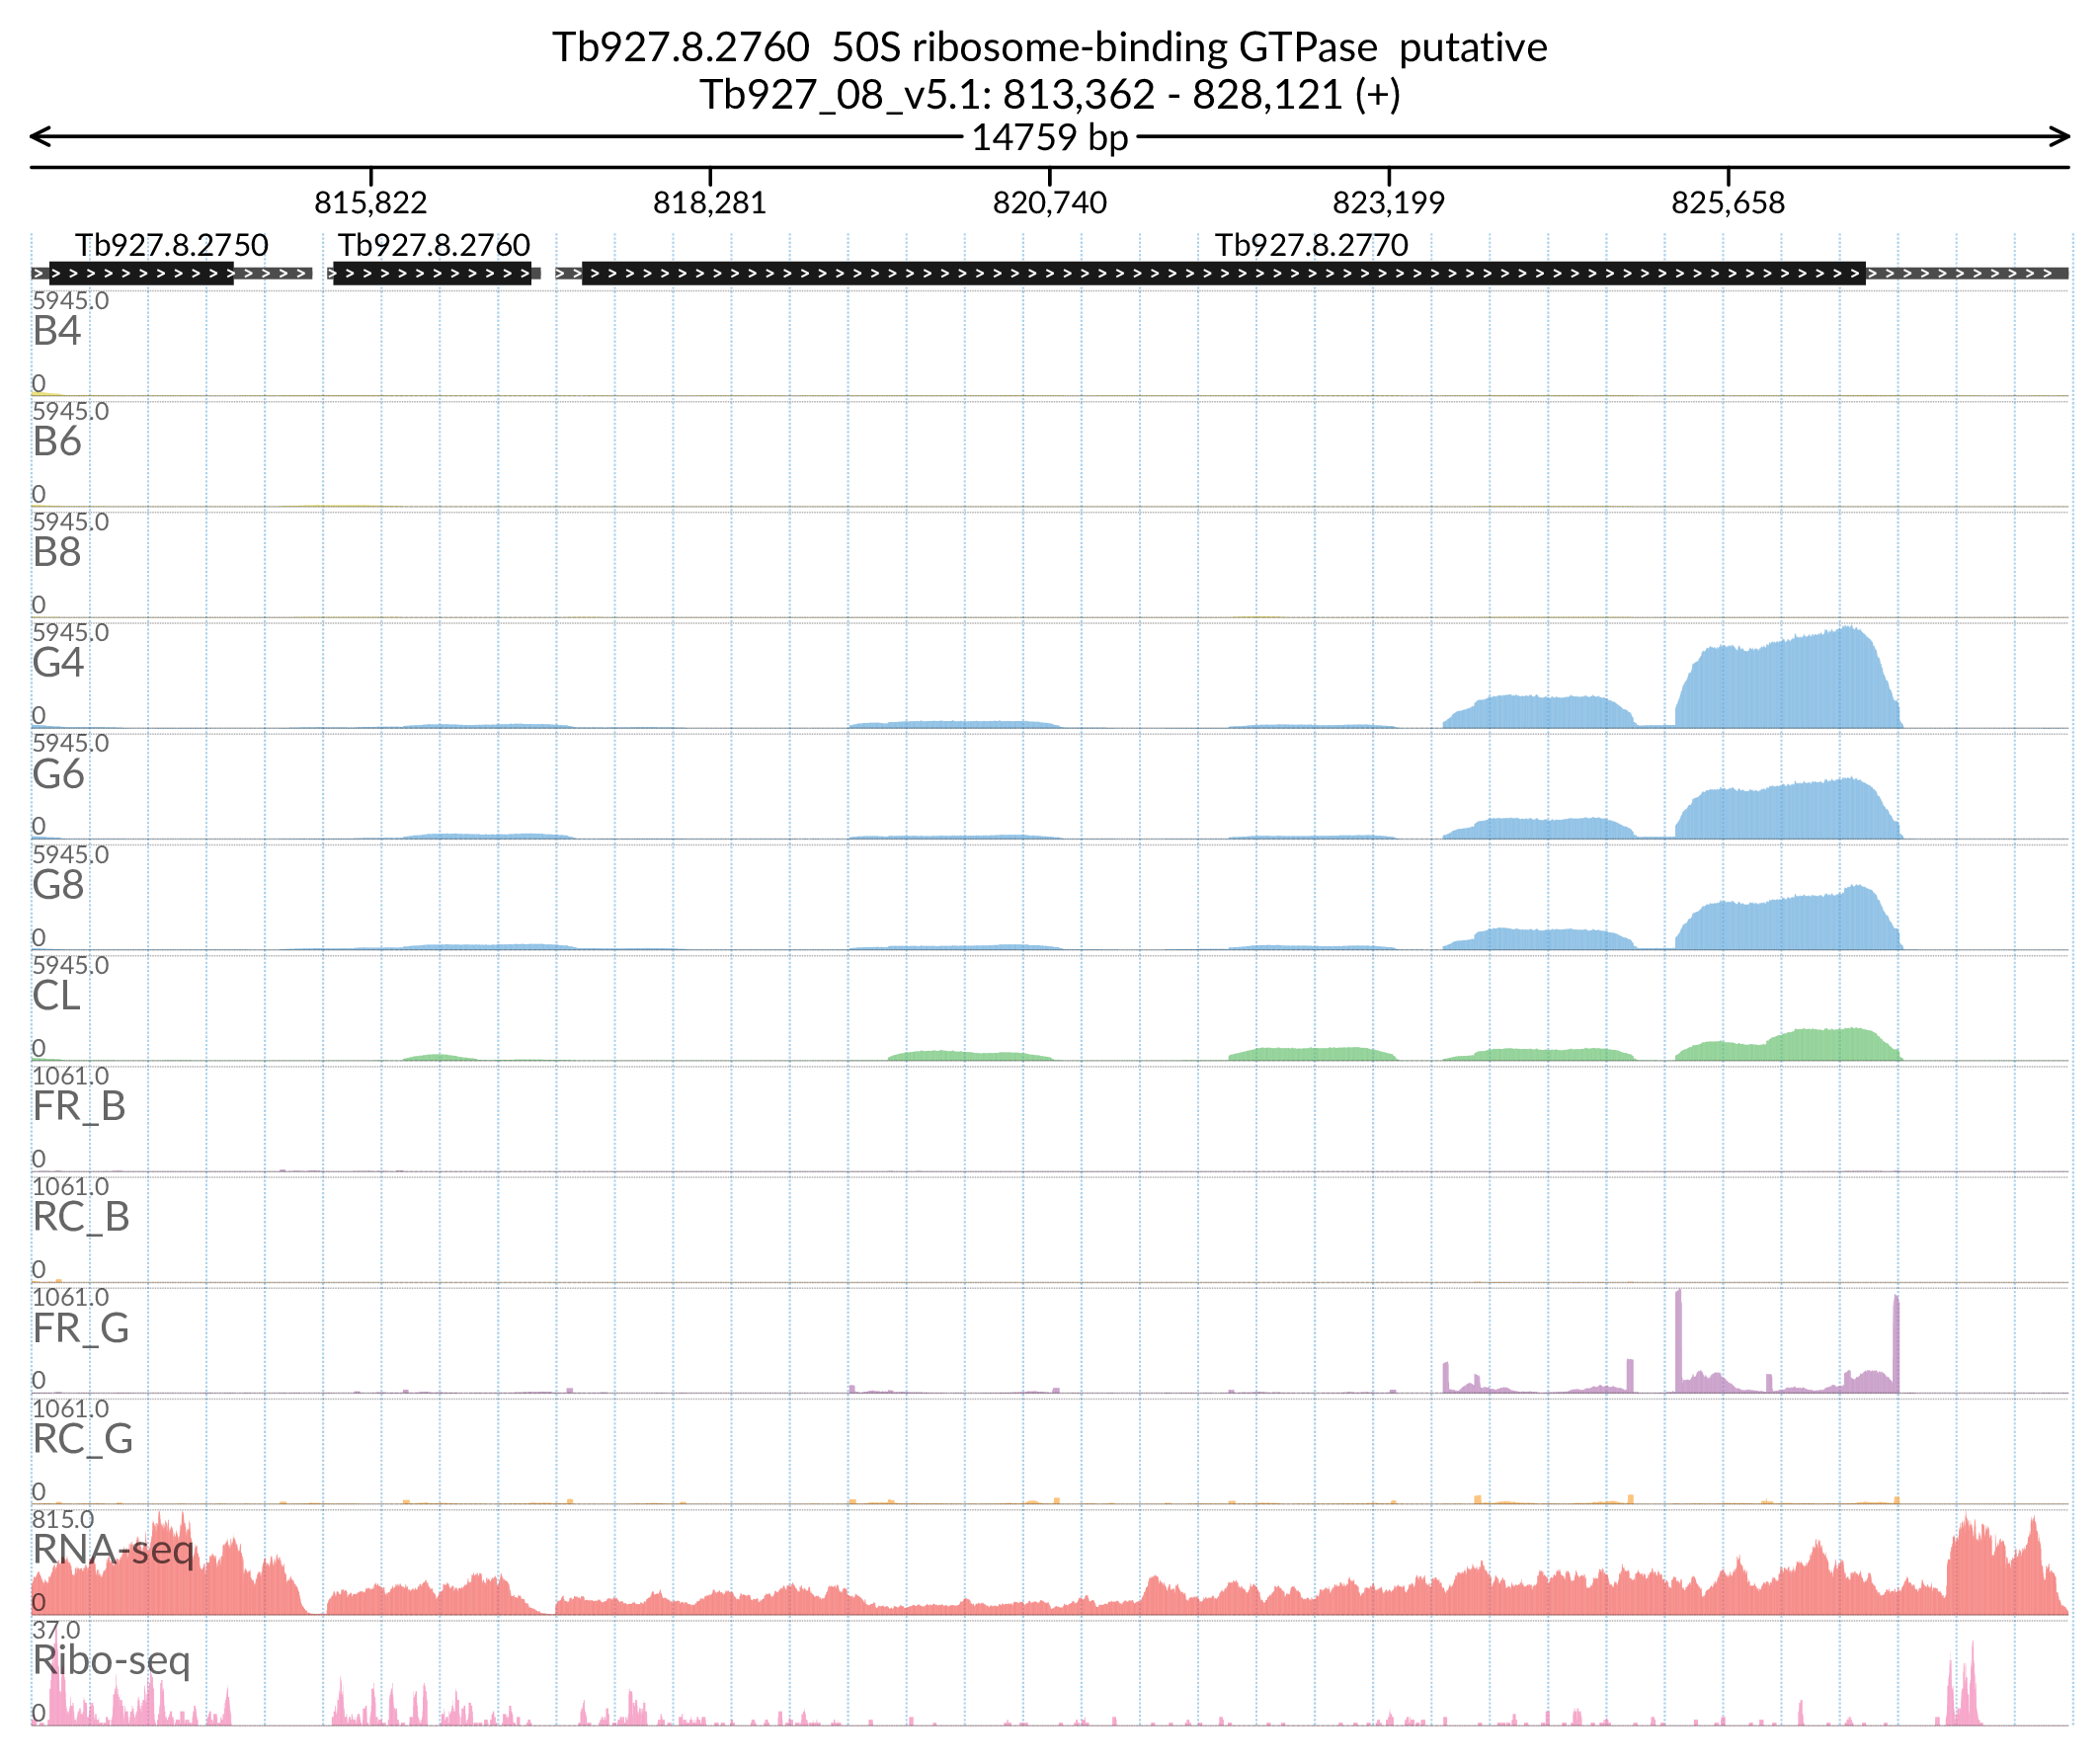 Tb927.8.2760  50S ribosome-binding GTPase  putative
Tb927_08_v5.1: 813,362 - 828,121 (+)
14759 bp
815,822 818,281 820,740 823,199 825,658
Tb927.8.2750 Tb927.8.2760 Tb927.8.2770
5945.0
B4
0
5945.0
B6
0
5945.0
B8
0
5945.0
G4
0
5945.0
G6
0
5945.0
G8
0
5945.0
CL
0
1061.0
FR_B
0
1061.0
RC_B
0
1061.0
FR_G
0
1061.0
RC_G
0
815.0
RNA-seq
0
37.0
Ribo-seq
0